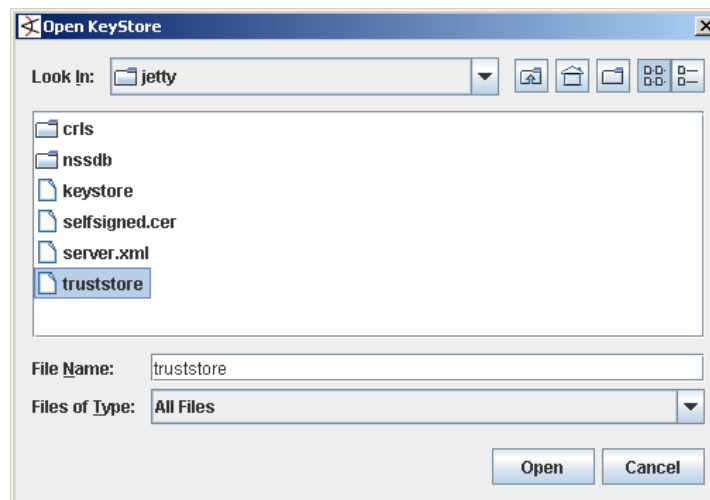 Open KeyStore
Look In: jetty
crls
nssdb
keystore
selfsigned.cer
server.xml
truststore
File Name: truststore
Files of Type: All Files
Open Cancel